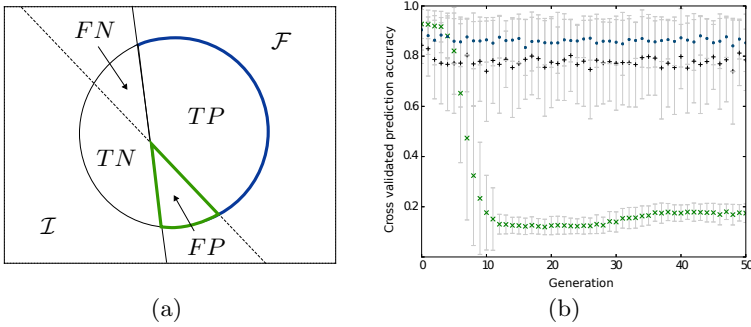 FN
ℱ
TP
TN
ℐ
FP
(a)
Cross validated prediction accuracy
1.0
0.8
0.6
0.4
0.2
0
10
20
30
40
50
Generation
(b)